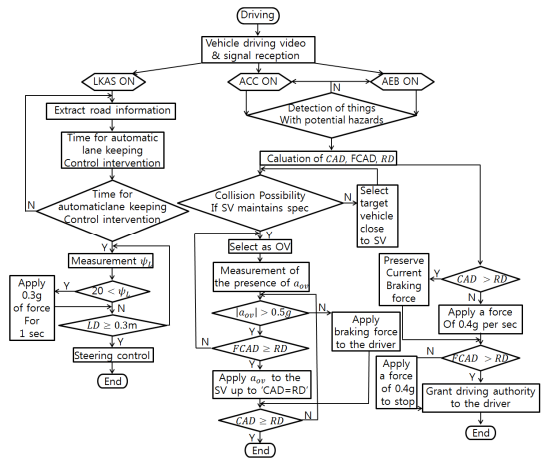 Driving
Vehicle driving video
& signal reception
LKAS ON
ACC ON
N
AEB ON
Extract road information
Detection of things
With potential hazards
Time for automatic
lane keeping
Control intervention
Y
Caluation of CAD, FCAD, RD
Time for
automaticlane keeping
Control intervention
N
Y
Collision Possibility
If SV maintains spec
N
Y
Select
target
vehicle
close
to SV
Select as OV
Measurement ψL
Measurement of
the presence of aov
Preserve
Current
Braking
force
Y
CAD > RD
N
Apply
0.3g
of force
For
1 sec
Y
20 < ψL
N
|aov| > 0.5g
N
Y
Apply a force
Of 0.4g per sec
LD ≥ 0.3m
Y
Apply
braking force
to the driver
N
FCAD ≥ RD
Y
Steering control
Apply
a force
of 0.4g
to stop
N
FCAD > RD
Y
End
Apply aov to the
SV up to 'CAD=RD'
Grant driving authority
to the driver
CAD ≥ RD
N
Y
End
End